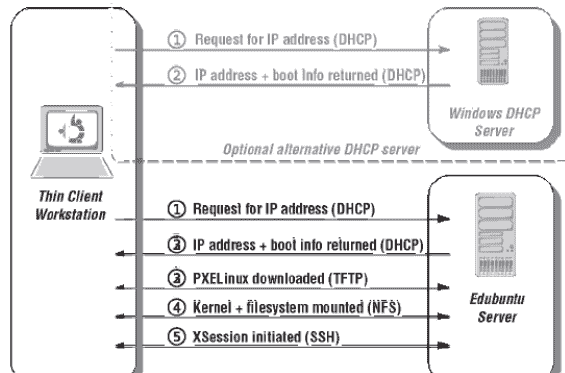 ① Request for IP address (DHCP)
② IP address + boot info returned (DHCP)
Windows DHCP
Server
Optional alternative DHCP server
Thin Client
Workstation
① Request for IP address (DHCP)
② IP address + boot info returned (DHCP)
③ PXELinux downloaded (TFTP)
④ Kernel + filesystem mounted (NFS)
⑤ XSession initiated (SSH)
Edubuntu
Server